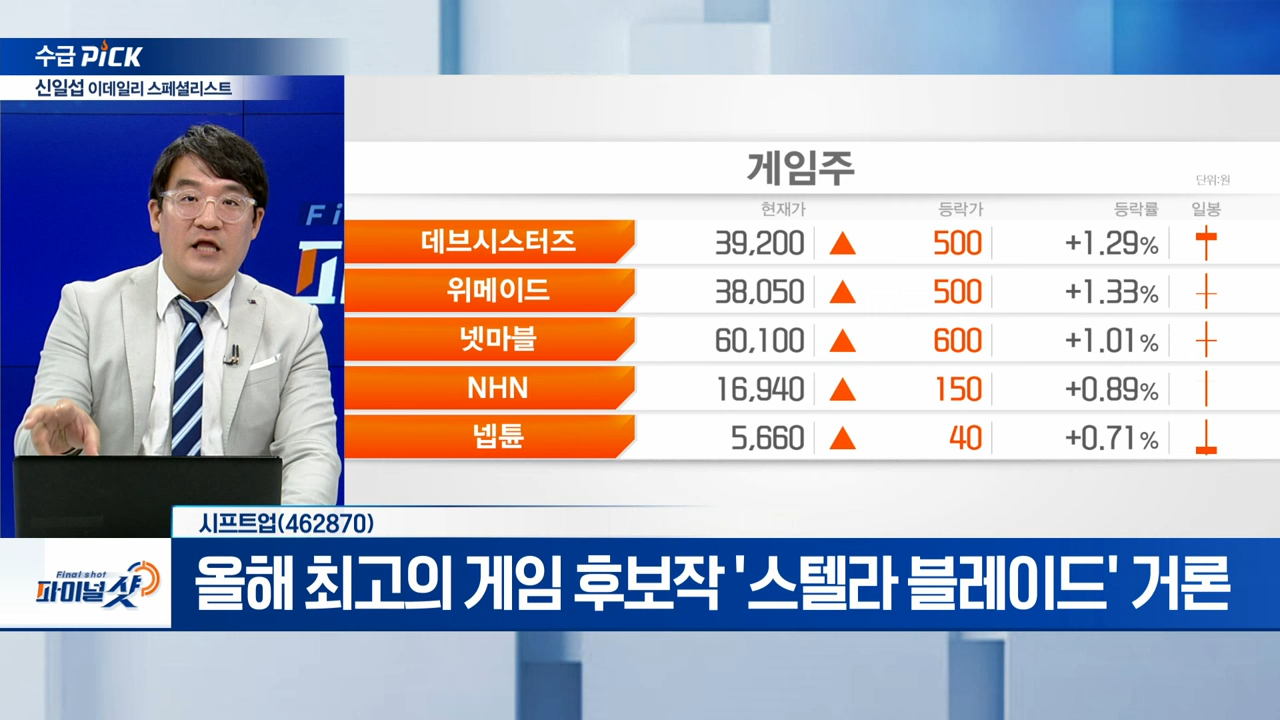 수급 PiCK
신일섭 이데일리 스페셜리스트
Fi
게임주
단위:원
현재가 등락가 등락률 일봉
데브시스터즈 39,200 ▲ 500 +1.29%
위메이드 38,050 ▲ 500 +1.33%
넷마블 60,100 ▲ 600 +1.01%
NHN 16,940 ▲ 150 +0.89%
넵튠 5,660 ▲ 40 +0.71%
시프트업(462870)
Final shot
파이널샷
올해 최고의 게임 후보작 '스텔라 블레이드' 거론